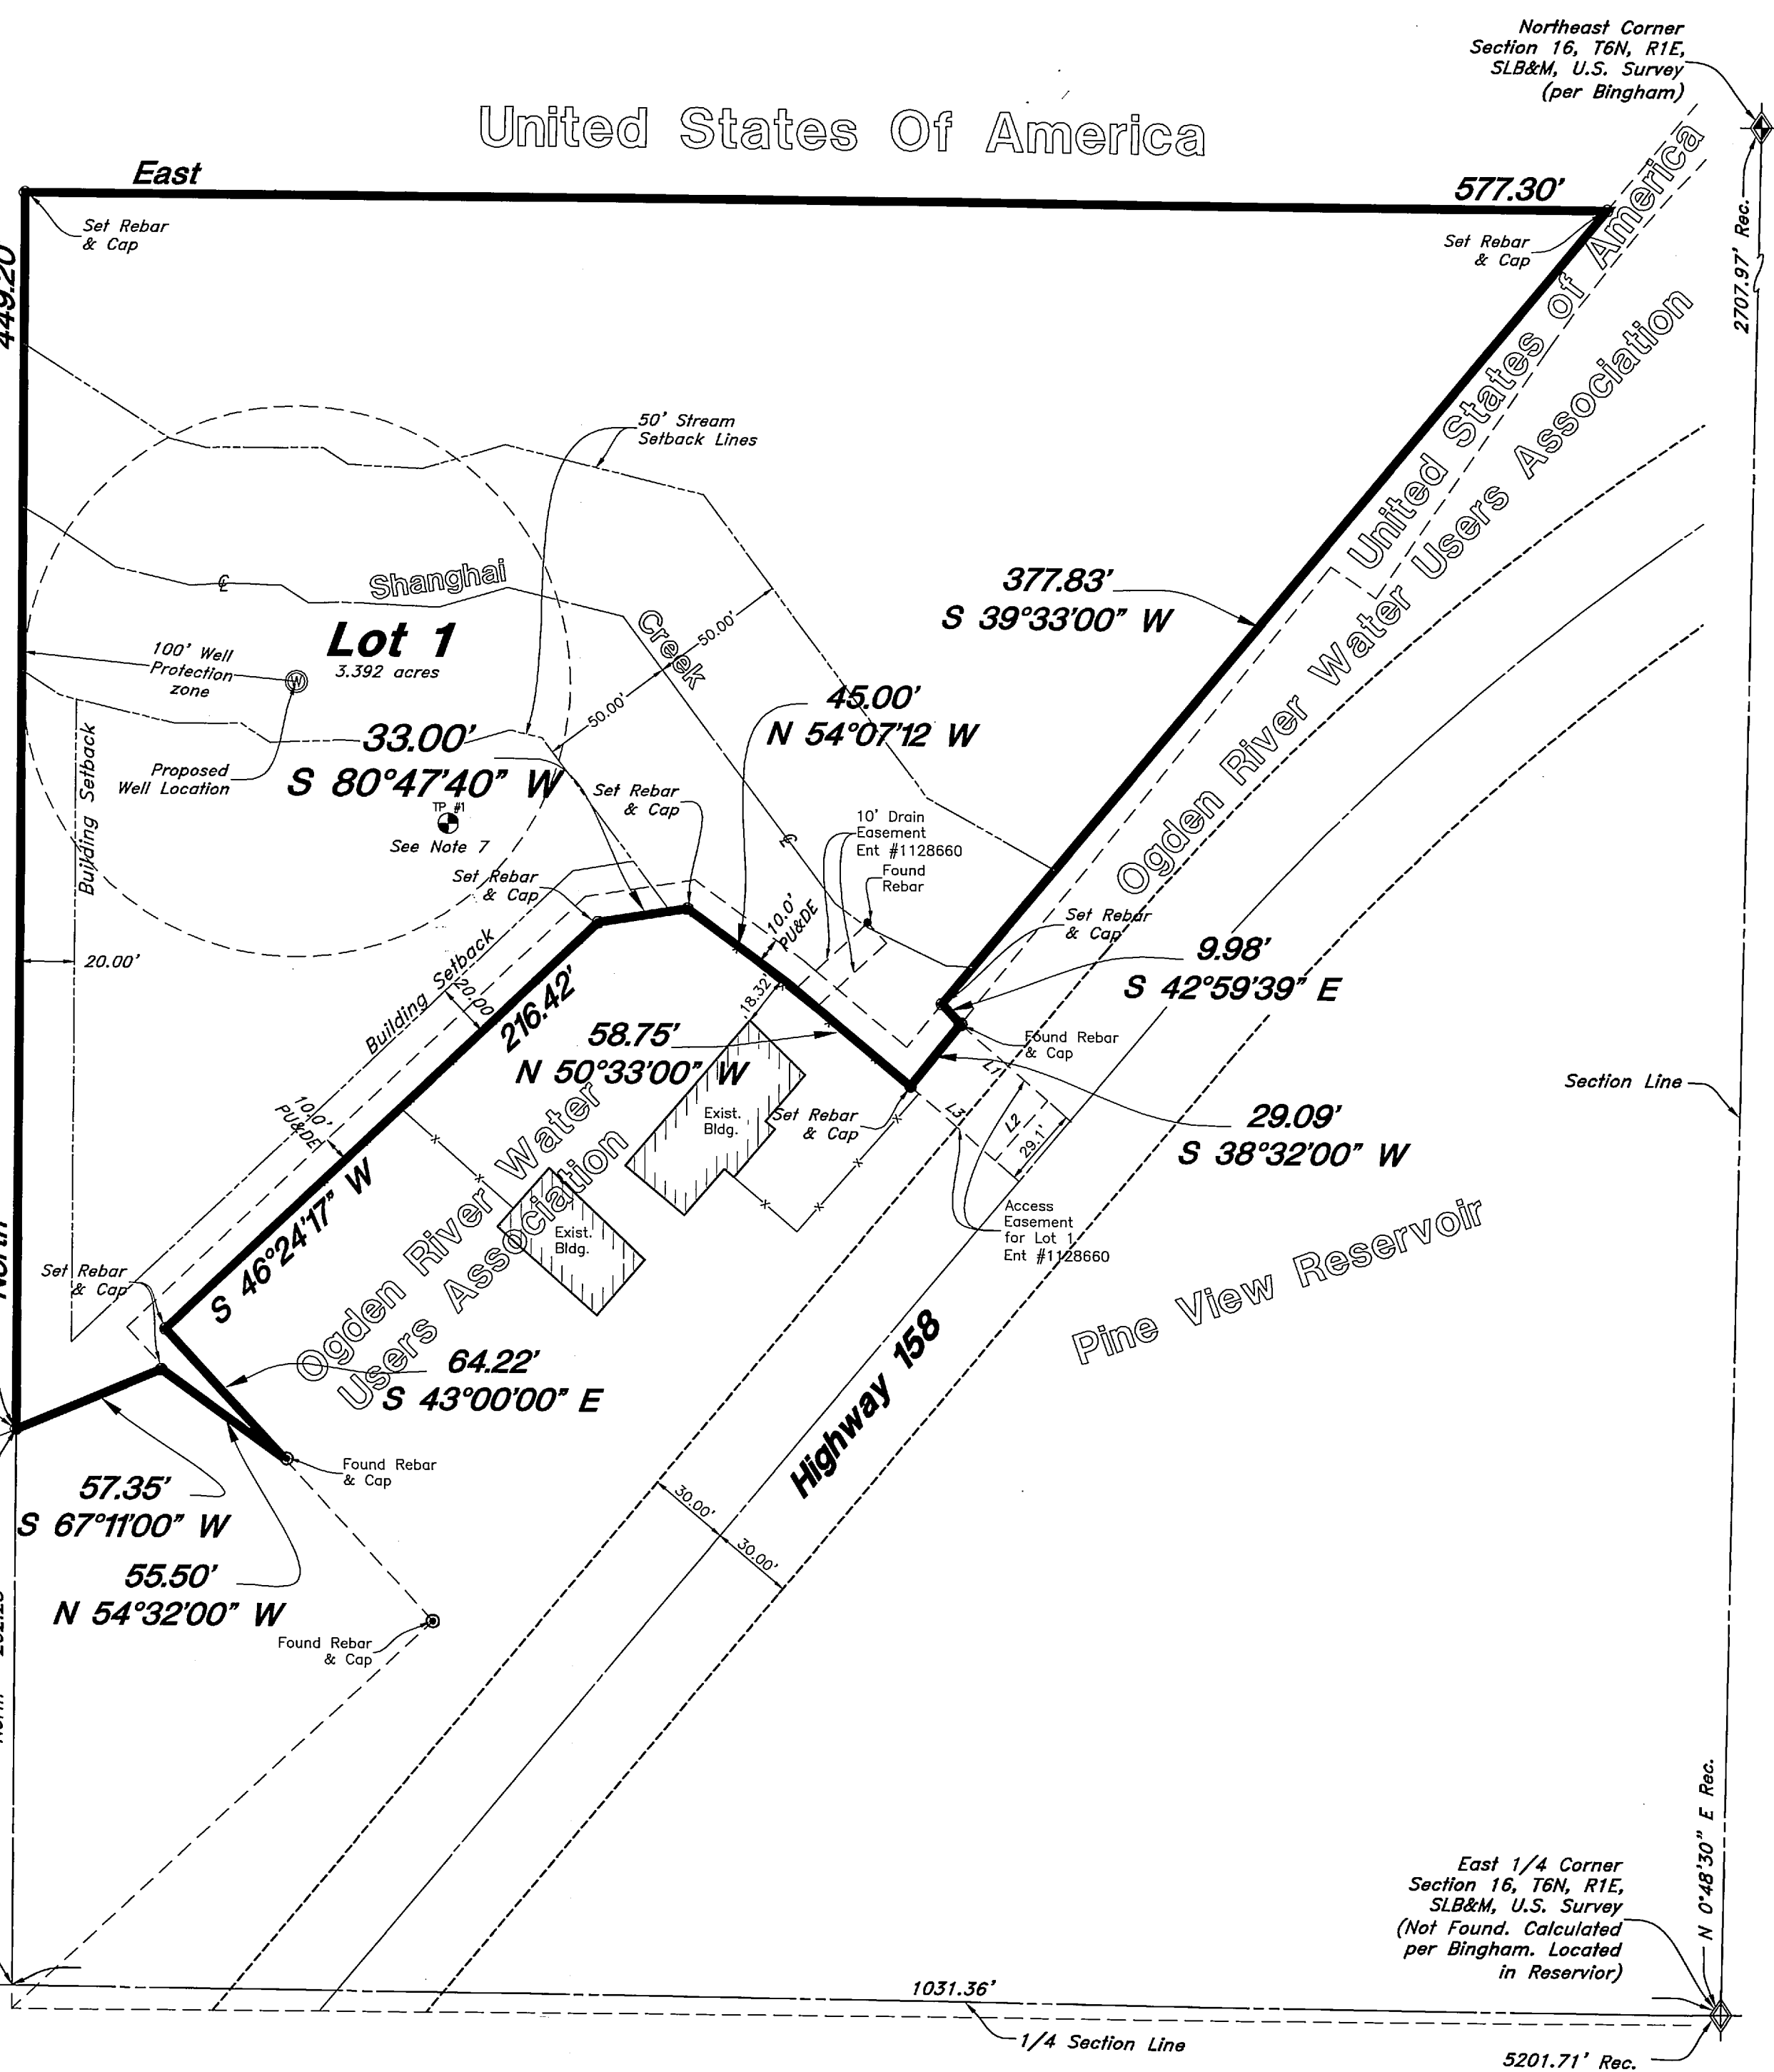 Northeast Corner
Section 16, T6N, R1E,
SLB&M, U.S. Survey
(per Bingham)
United States Of America
East
577.30'
Set Rebar
& Cap
Set Rebar
& Cap
449.20'
2707.97' Rec.
United States of America
Ogden River Water Users Association
50' Stream
Setback Lines
Shanghai
Creek
℄
Lot 1
3.392 acres
100' Well
Protection
zone
W
Proposed
Well Location
Building Setback
20.00'
377.83'
S 39°33'00" W
50.00'
50.00'
45.00'
N 54°07'12 W
33.00'
S 80°47'40" W
TP #1
See Note 7
Set Rebar
& Cap
Set Rebar
& Cap
10' Drain
Easement
Ent #1128660
℄
Found
Rebar
Set Rebar
& Cap
10.0'
PU&DE
18.32'
9.98'
S 42°59'39" E
Building Setback
20.00
216.42'
S 46°24'17" W
10.0'
PU&DE
58.75'
N 50°33'00" W
Found Rebar
& Cap
L1
L2
L3
29.1'
Exist.
Bldg.
Set Rebar
& Cap
Exist.
Bldg.
29.09'
S 38°32'00" W
Section Line
Access
Easement
for Lot 1
Ent #1128660
Ogden River Water
Users Association
Pine View Reservoir
North
Set Rebar
& Cap
64.22'
S 43°00'00" E
Highway 158
Found Rebar
& Cap
57.35'
S 67°11'00" W
55.50'
N 54°32'00" W
30.00'
30.00'
Found Rebar
& Cap
N 0°48'30" E Rec.
East 1/4 Corner
Section 16, T6N, R1E,
SLB&M, U.S. Survey
(Not Found. Calculated
per Bingham. Located
in Reservior)
1031.36'
1/4 Section Line
5201.71' Rec.